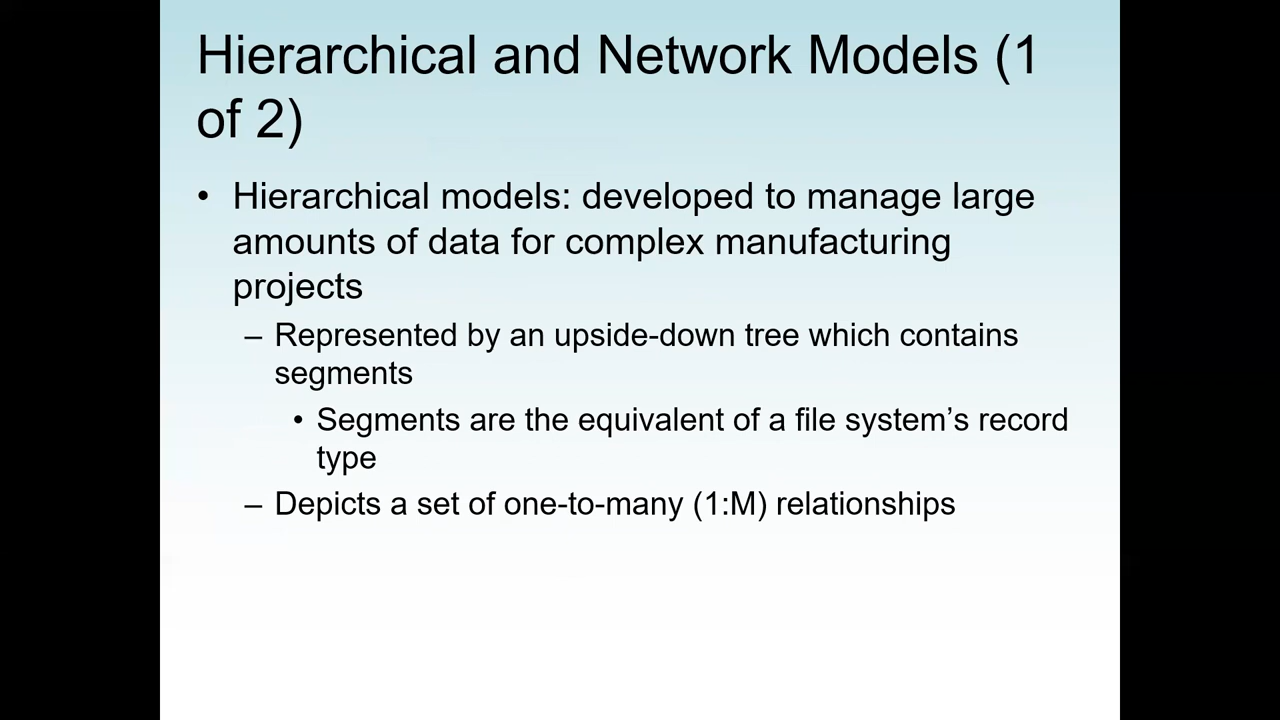 Hierarchical and Network Models (1
of 2)
• Hierarchical models: developed to manage large
amounts of data for complex manufacturing
projects
– Represented by an upside-down tree which contains
segments
• Segments are the equivalent of a file system’s record
type
– Depicts a set of one-to-many (1:M) relationships